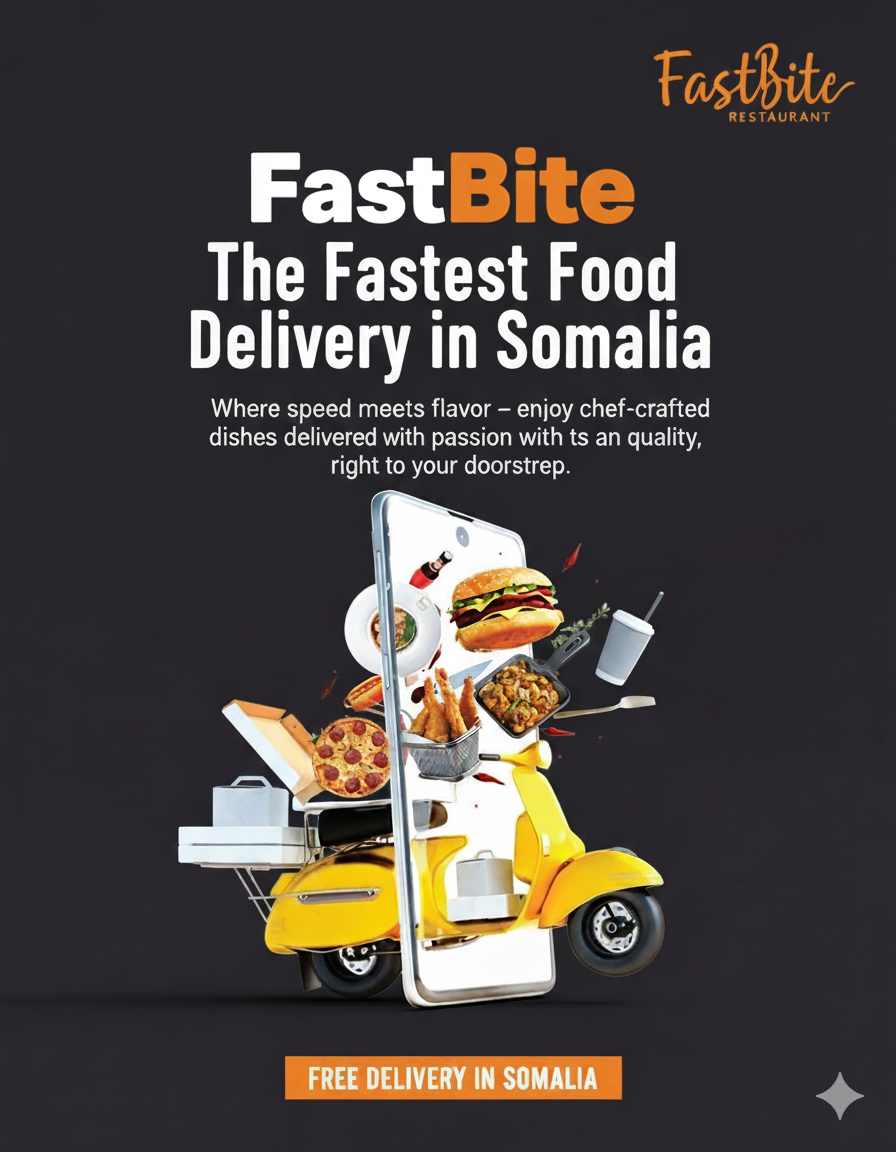 FastBite
RESTAURANT
FastBite
The Fastest Food
Delivery in Somalia
Where speed meets flavor – enjoy chef-crafted
dishes delivered with passion with ts an quality,
right to your doorstrep.
FREE DELIVERY IN SOMALIA